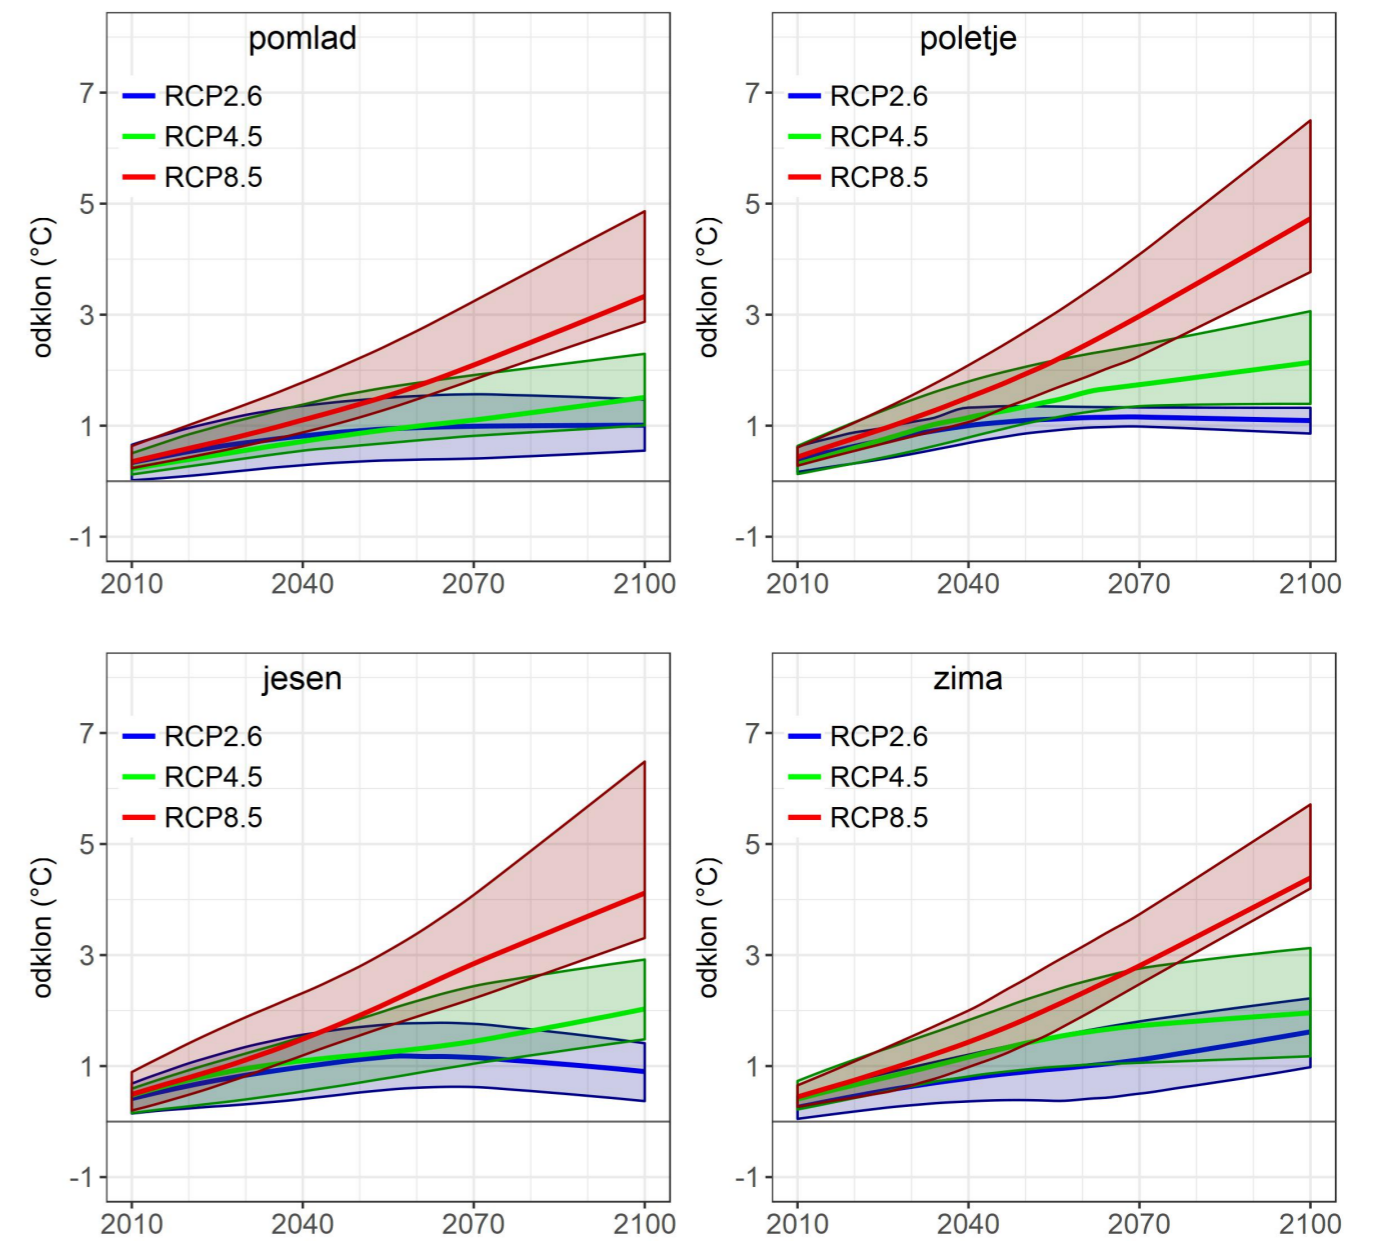 pomlad
7
RCP2.6
RCP4.5
RCP8.5
5
3
1
-1
odklon (°C)
2010 2040 2070 2100
poletje
7
RCP2.6
RCP4.5
RCP8.5
5
3
1
-1
odklon (°C)
2010 2040 2070 2100
jesen
7
RCP2.6
RCP4.5
RCP8.5
5
3
1
-1
odklon (°C)
2010 2040 2070 2100
zima
7
RCP2.6
RCP4.5
RCP8.5
5
3
1
-1
odklon (°C)
2010 2040 2070 2100